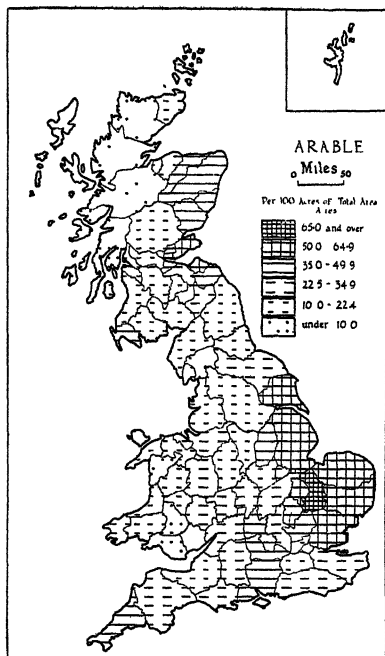 ARABLE
0 Miles 50
Per 100 Acres of Total Area
Acres
65·0 and over
50·0 64·9
35·0 - 49·9
22·5 - 34·9
10·0 - 22·4
under 10·0